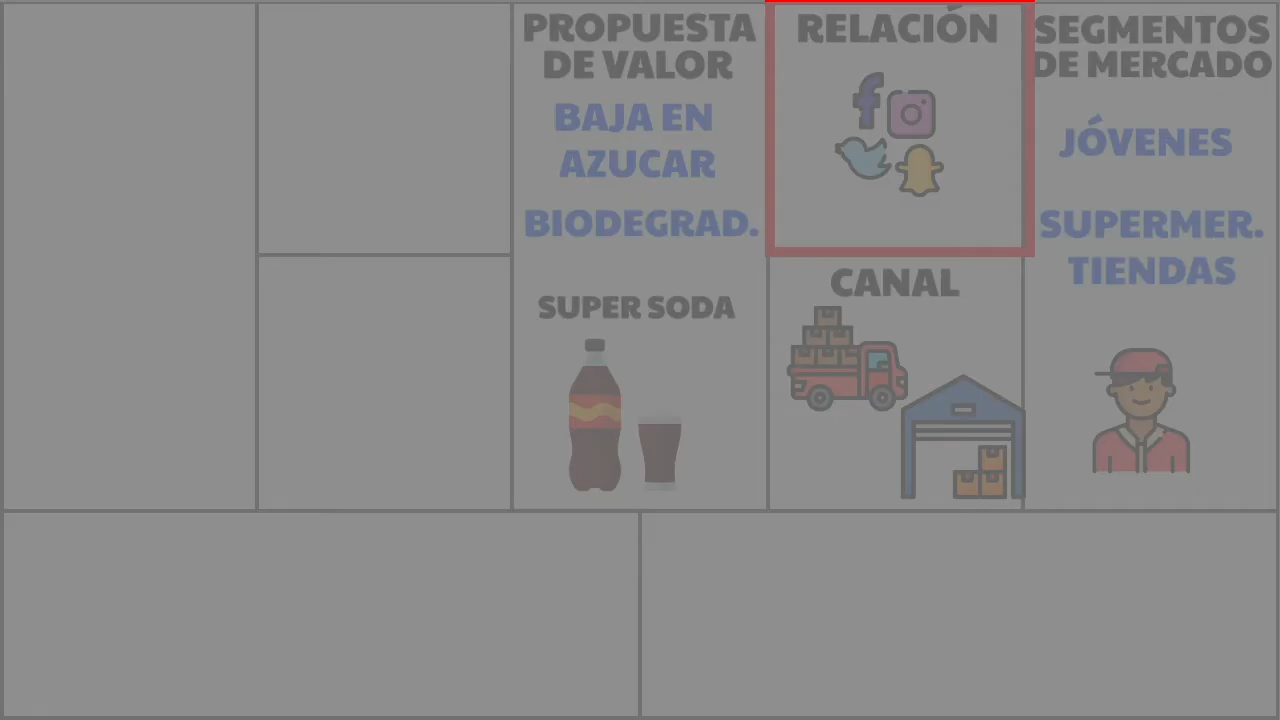 PROPUESTA
DE VALOR
BAJA EN
AZUCAR
BIODEGRAD.
SUPER SODA
RELACIÓN
CANAL
SEGMENTOS
DE MERCADO
JÓVENES
SUPERMER.
TIENDAS